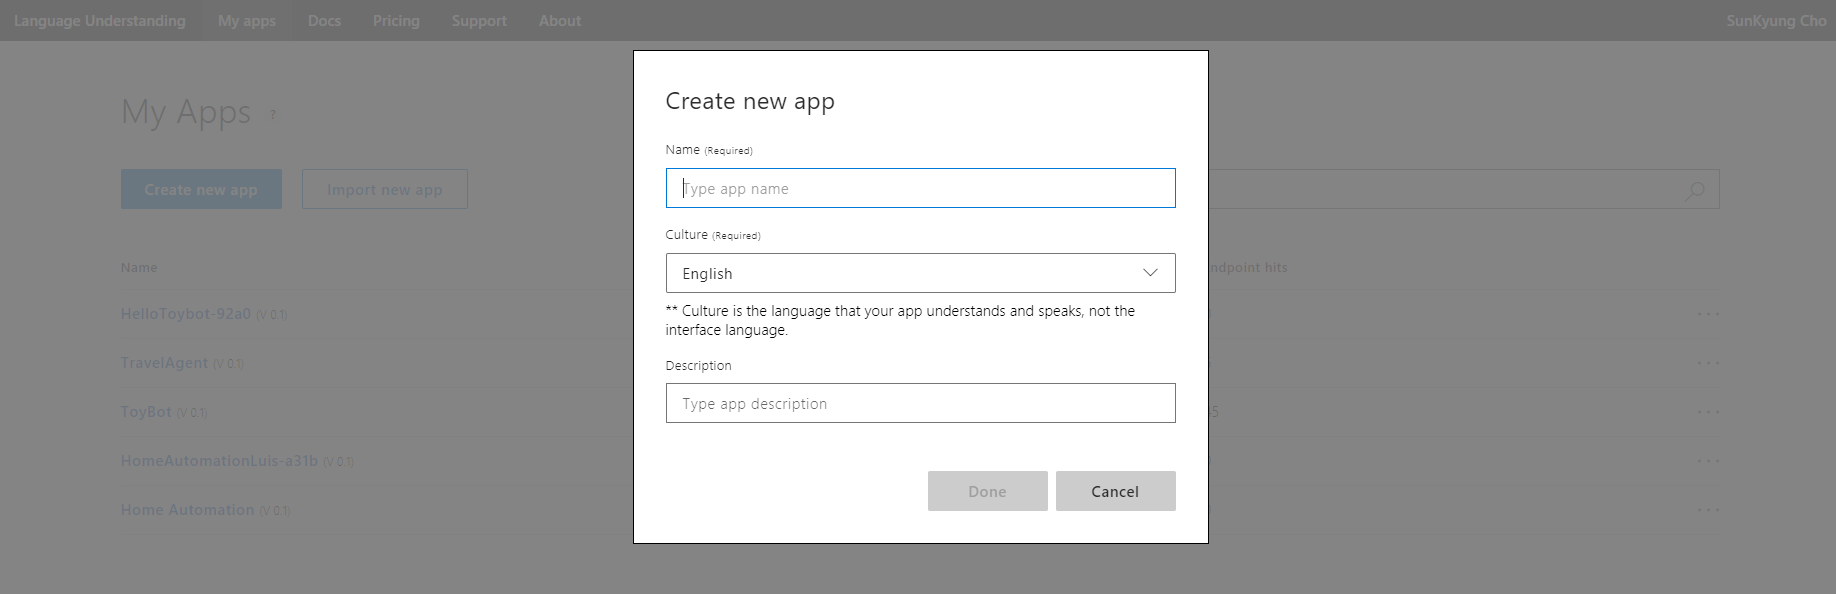 Language Understanding My apps Docs Pricing Support About SunKyung Cho
My Apps ?
Create new app Import new app
Name ndpoint hits
HelloToybot-92a0 (V 0.1)
TravelAgent (V 0.1)
ToyBot (V 0.1)
HomeAutomationLuis-a31b (V 0.1)
Home Automation (V 0.1)
Create new app
Name (Required)
Type app name
Culture (Required)
English
** Culture is the language that your app understands and speaks, not the
interface language.
Description
Type app description
Done Cancel